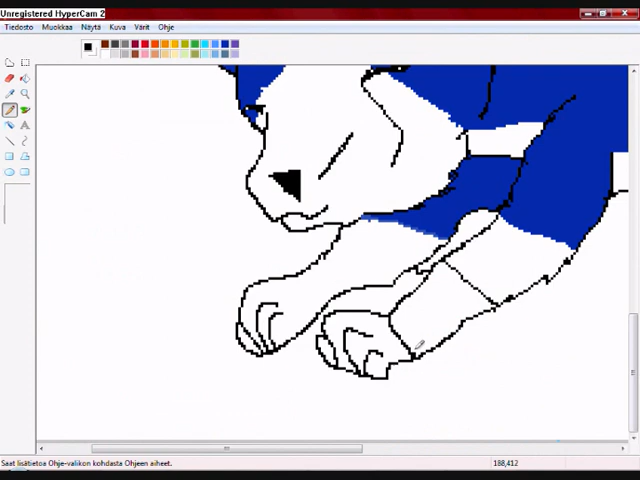 Unregistered HyperCam 2
Tiedosto Muokkaa Näytä Kuva Värit Ohje
Saat lisätietoa Ohje-valikon kohdasta Ohjeen aiheet.
188,412